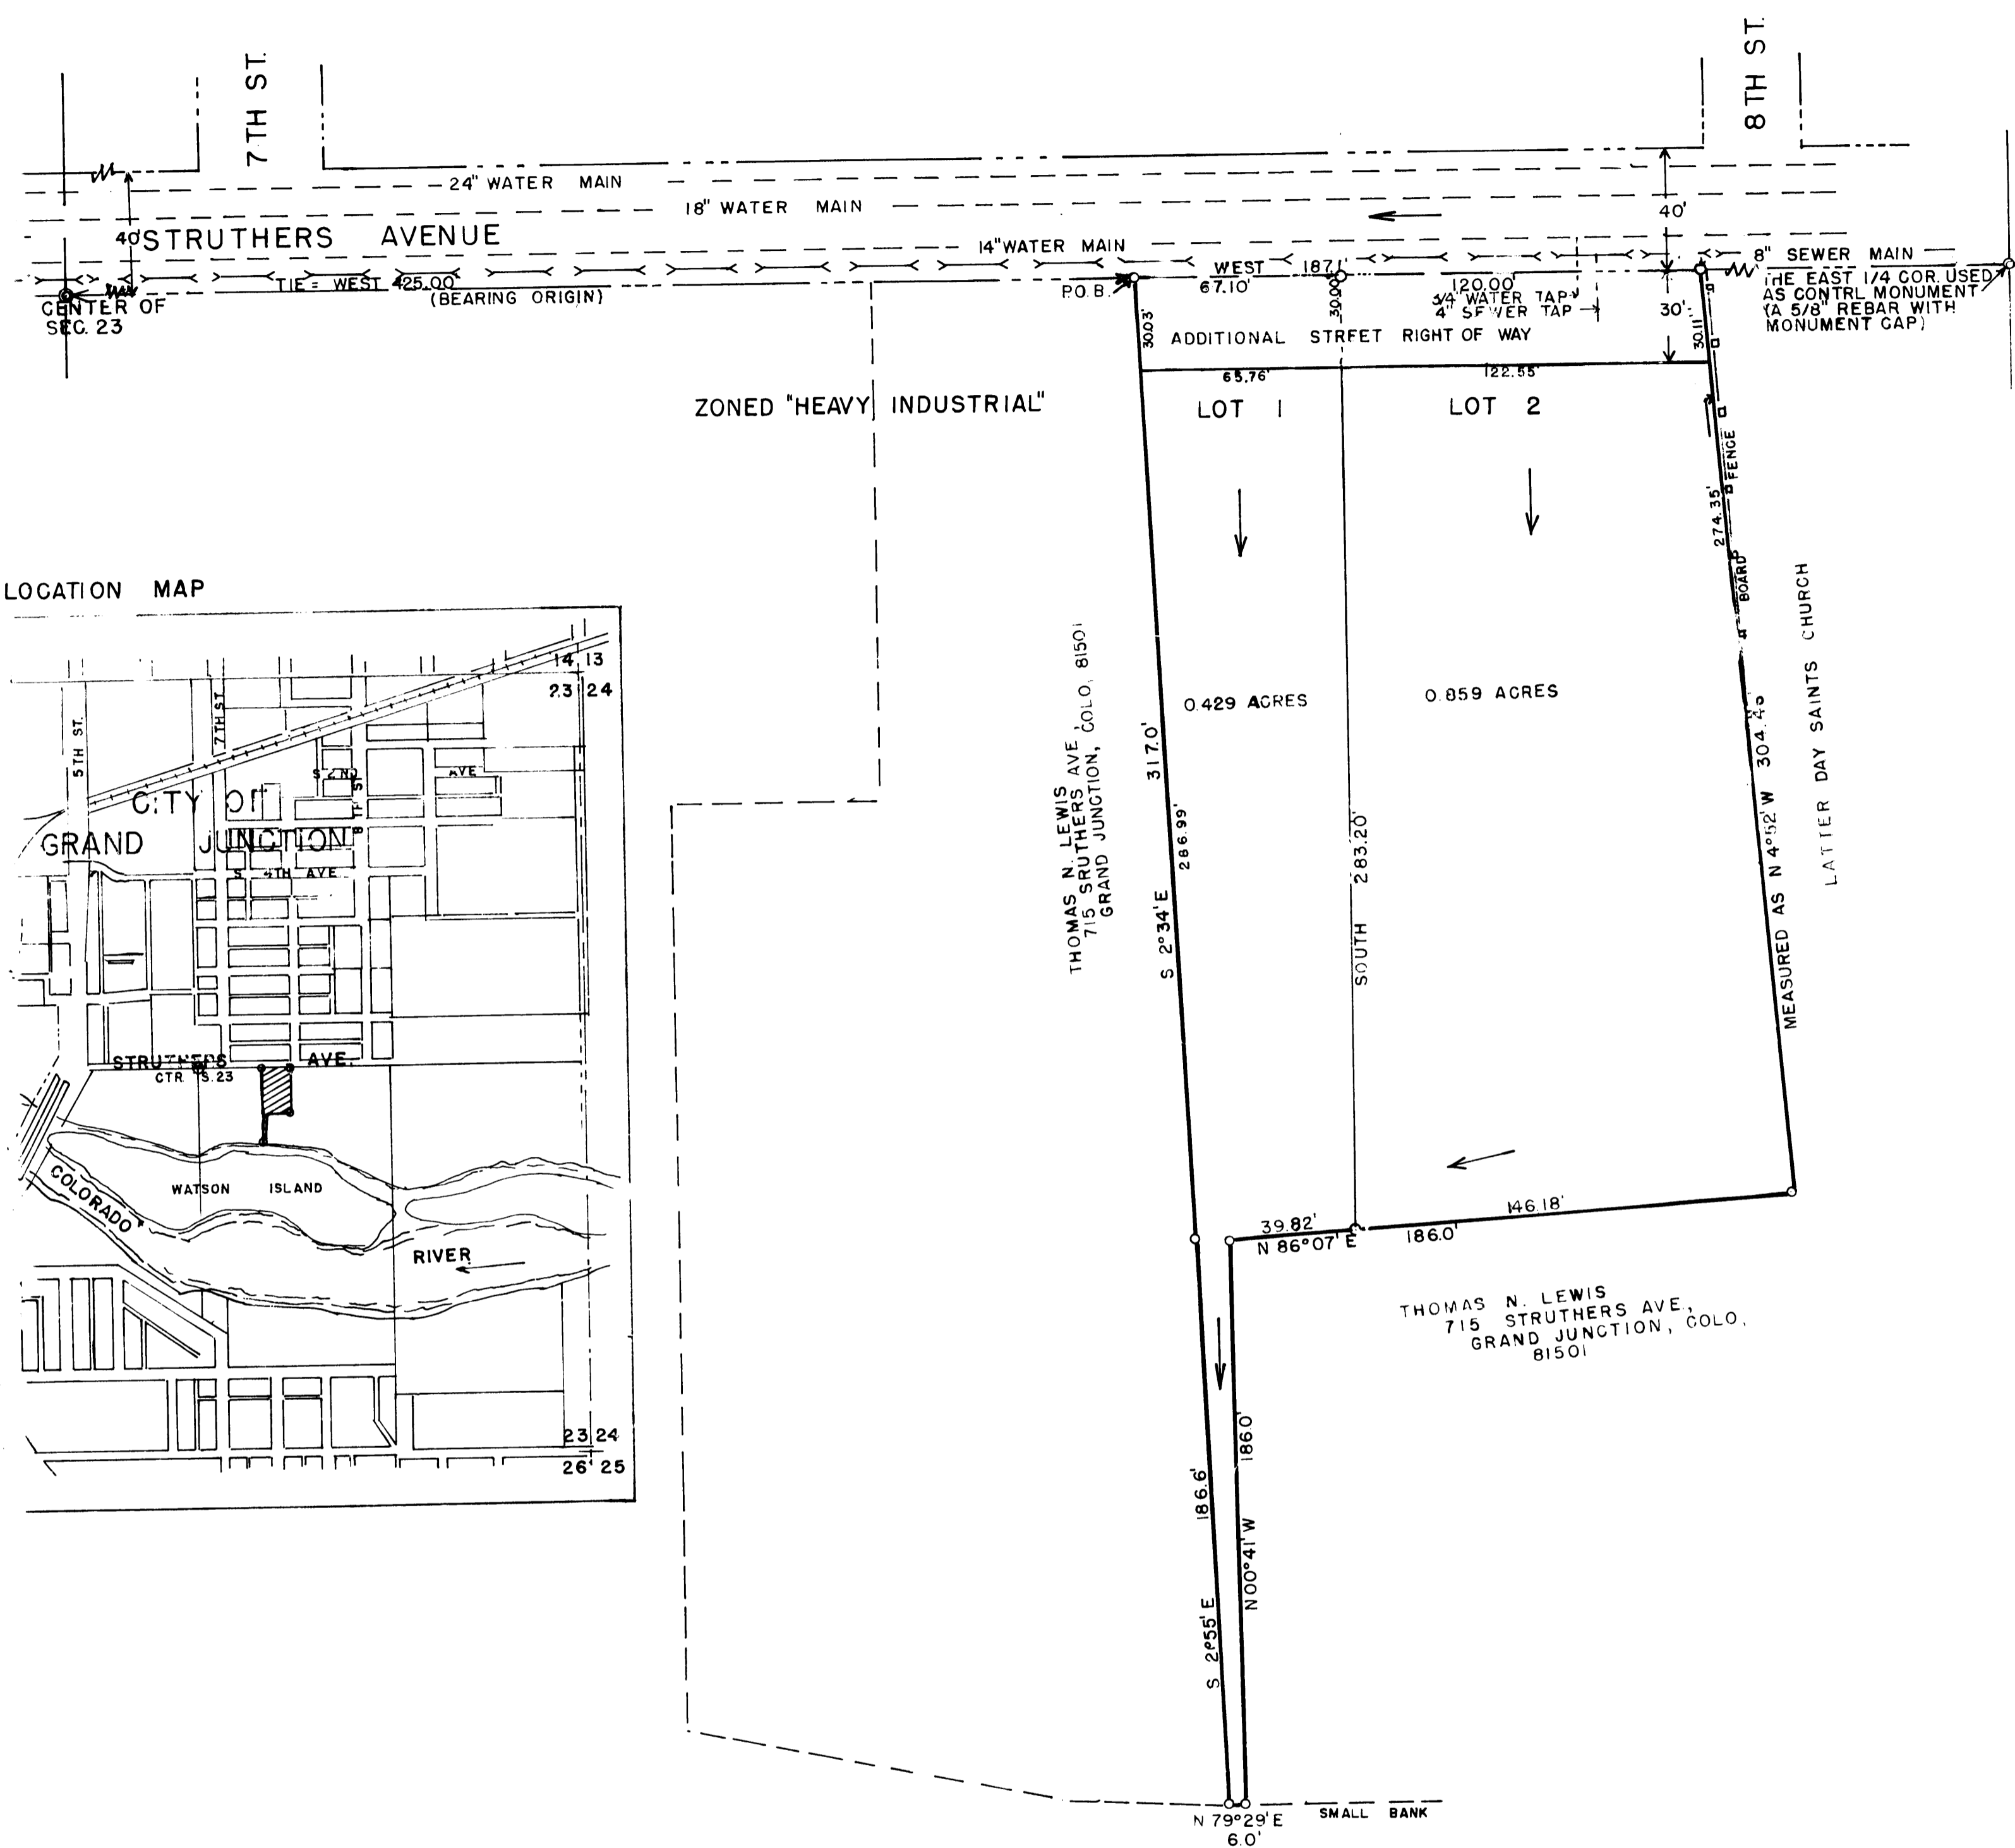 7TH ST.
8TH ST.
24" WATER MAIN
18" WATER MAIN
40'
STRUTHERS AVENUE
14" WATER MAIN
40'
8" SEWER MAIN
WEST 187.1'
TIE = WEST 425.00'
(BEARING ORIGIN)
CENTER OF
SEC. 23
P.O.B.
67.10'
30.00'
120.00'
3/4" WATER TAP
4" SEWER TAP
30'
THE EAST 1/4 COR. USED
AS CONTRL MONUMENT
(A 5/8" REBAR WITH
MONUMENT CAP)
30.03'
ADDITIONAL STREET RIGHT OF WAY
30.11'
65.76'
122.55'
ZONED "HEAVY INDUSTRIAL"
LOT 1
LOT 2
274.35'
BOARD FENCE
LATTER DAY SAINTS CHURCH
MEASURED AS N 4°52' W 304.46'
0.429 ACRES
0.859 ACRES
THOMAS N. LEWIS
715 SRUTHERS AVE.,
GRAND JUNCTION, COLO, 81501
S 2°34' E 317.0'
286.99'
SOUTH 283.20'
39.82'
146.18'
N 86°07' E 186.0'
THOMAS N. LEWIS
715 STRUTHERS AVE.,
GRAND JUNCTION, COLO.
81501
S 2°55' E 186.6'
N 00°41' W 186.0'
N 79°29' E
6.0'
SMALL BANK
LOCATION MAP
14 13
23 24
5TH ST.
7TH ST.
S 2ND AVE
8TH ST
CITY OF
GRAND JUNCTION
S. 4TH AVE
STRUTHERS AVE.
CTR S.23
WATSON ISLAND
COLORADO
RIVER
23 24
26 25